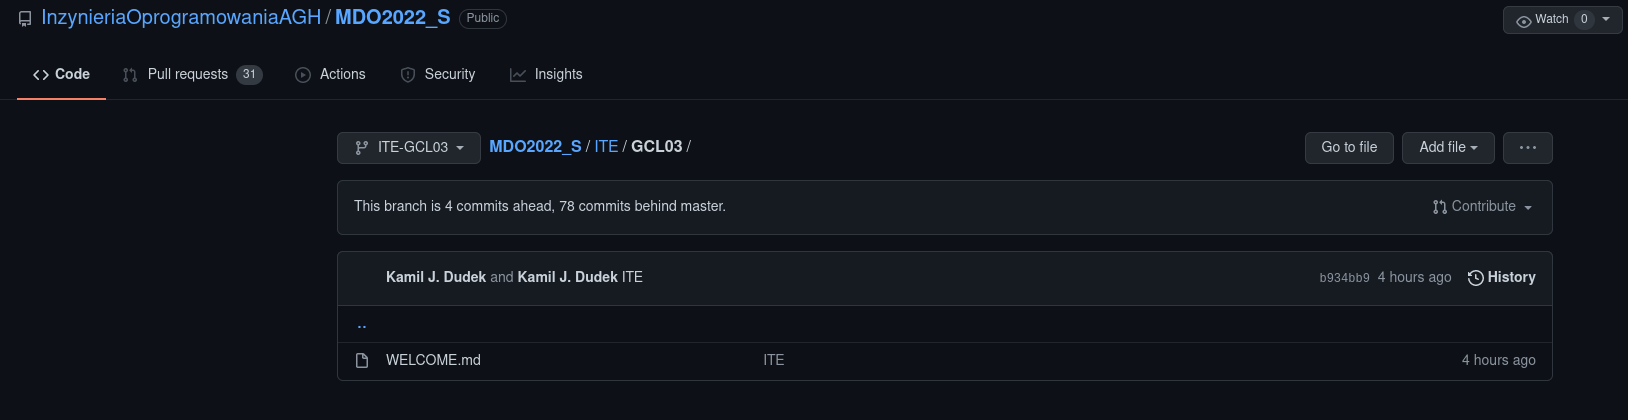 InzynieriaOprogramowaniaAGH / MDO2022_S Public Watch 0
Code Pull requests 31 Actions Security Insights
ITE-GCL03 MDO2022_S / ITE / GCL03 / Go to file Add file ...
This branch is 4 commits ahead, 78 commits behind master. Contribute
Kamil J. Dudek and Kamil J. Dudek ITE b934bb9 4 hours ago History
..
WELCOME.md ITE 4 hours ago